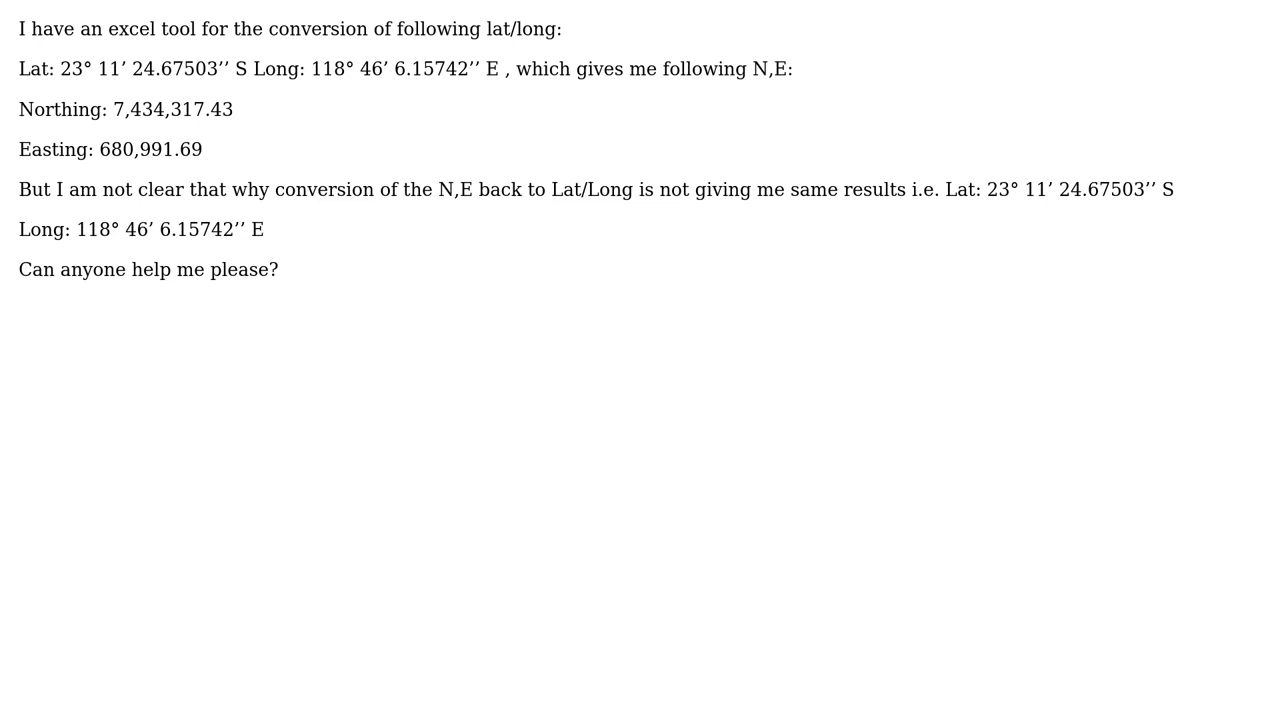 I have an excel tool for the conversion of following lat/long:
Lat: 23° 11’ 24.67503’’ S Long: 118° 46’ 6.15742’’ E , which gives me following N,E:
Northing: 7,434,317.43
Easting: 680,991.69
But I am not clear that why conversion of the N,E back to Lat/Long is not giving me same results i.e. Lat: 23° 11’ 24.67503’’ S
Long: 118° 46’ 6.15742’’ E
Can anyone help me please?